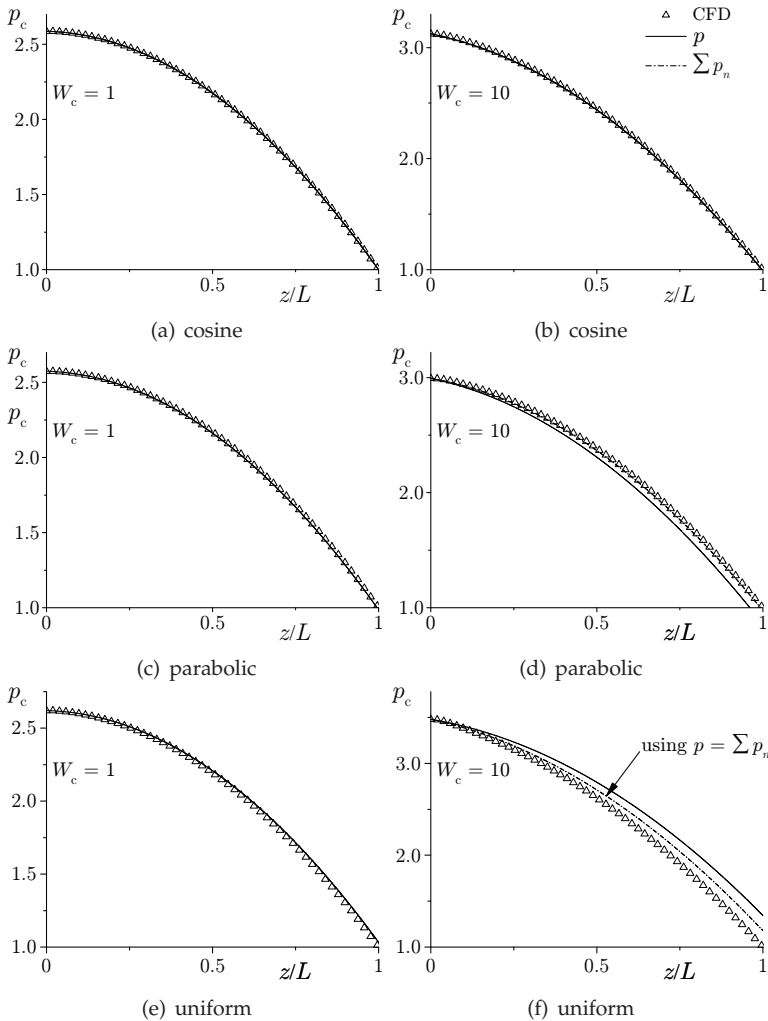 p_c
2.5
2.0
1.5
1.0
W_c = 1
0
0.5
1
z/L
(a) cosine
p_c
3.0
2.0
1.0
W_c = 10
△ CFD
p
∑ p_n
0
0.5
1
z/L
(b) cosine
p_c
2.5
p_c
2.0
1.5
1.0
W_c = 1
0
0.5
1
z/L
(c) parabolic
p_c
3.0
2.0
1.0
W_c = 10
0
0.5
1
z/L
(d) parabolic
p_c
2.5
2.0
1.5
1.0
W_c = 1
0
0.5
1
z/L
(e) uniform
p_c
3.0
2.0
1.0
W_c = 10
using p = ∑ p_n
0
0.5
1
z/L
(f) uniform